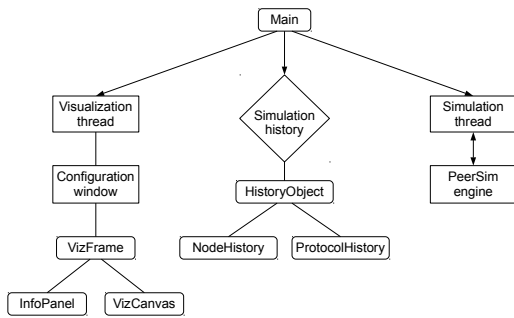 Main
Visualization
thread
Simulation
history
Simulation
thread
Configuration
window
HistoryObject
PeerSim
engine
VizFrame
NodeHistory
ProtocolHistory
InfoPanel
VizCanvas